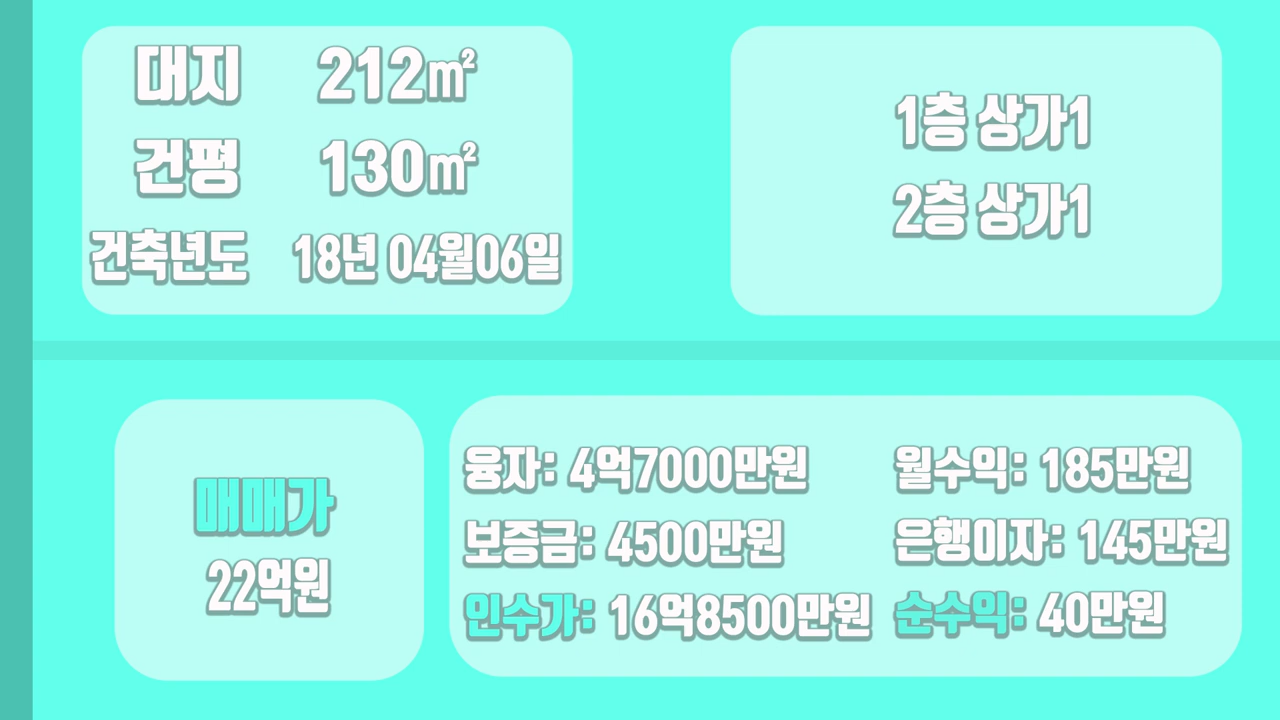 대지 212㎡
건평 130㎡
건축년도 18년 04월06일
1층 상가1
2층 상가1
매매가
22억원
융자: 4억7000만원
보증금: 4500만원
인수가: 16억8500만원
월수익: 185만원
은행이자: 145만원
순수익: 40만원